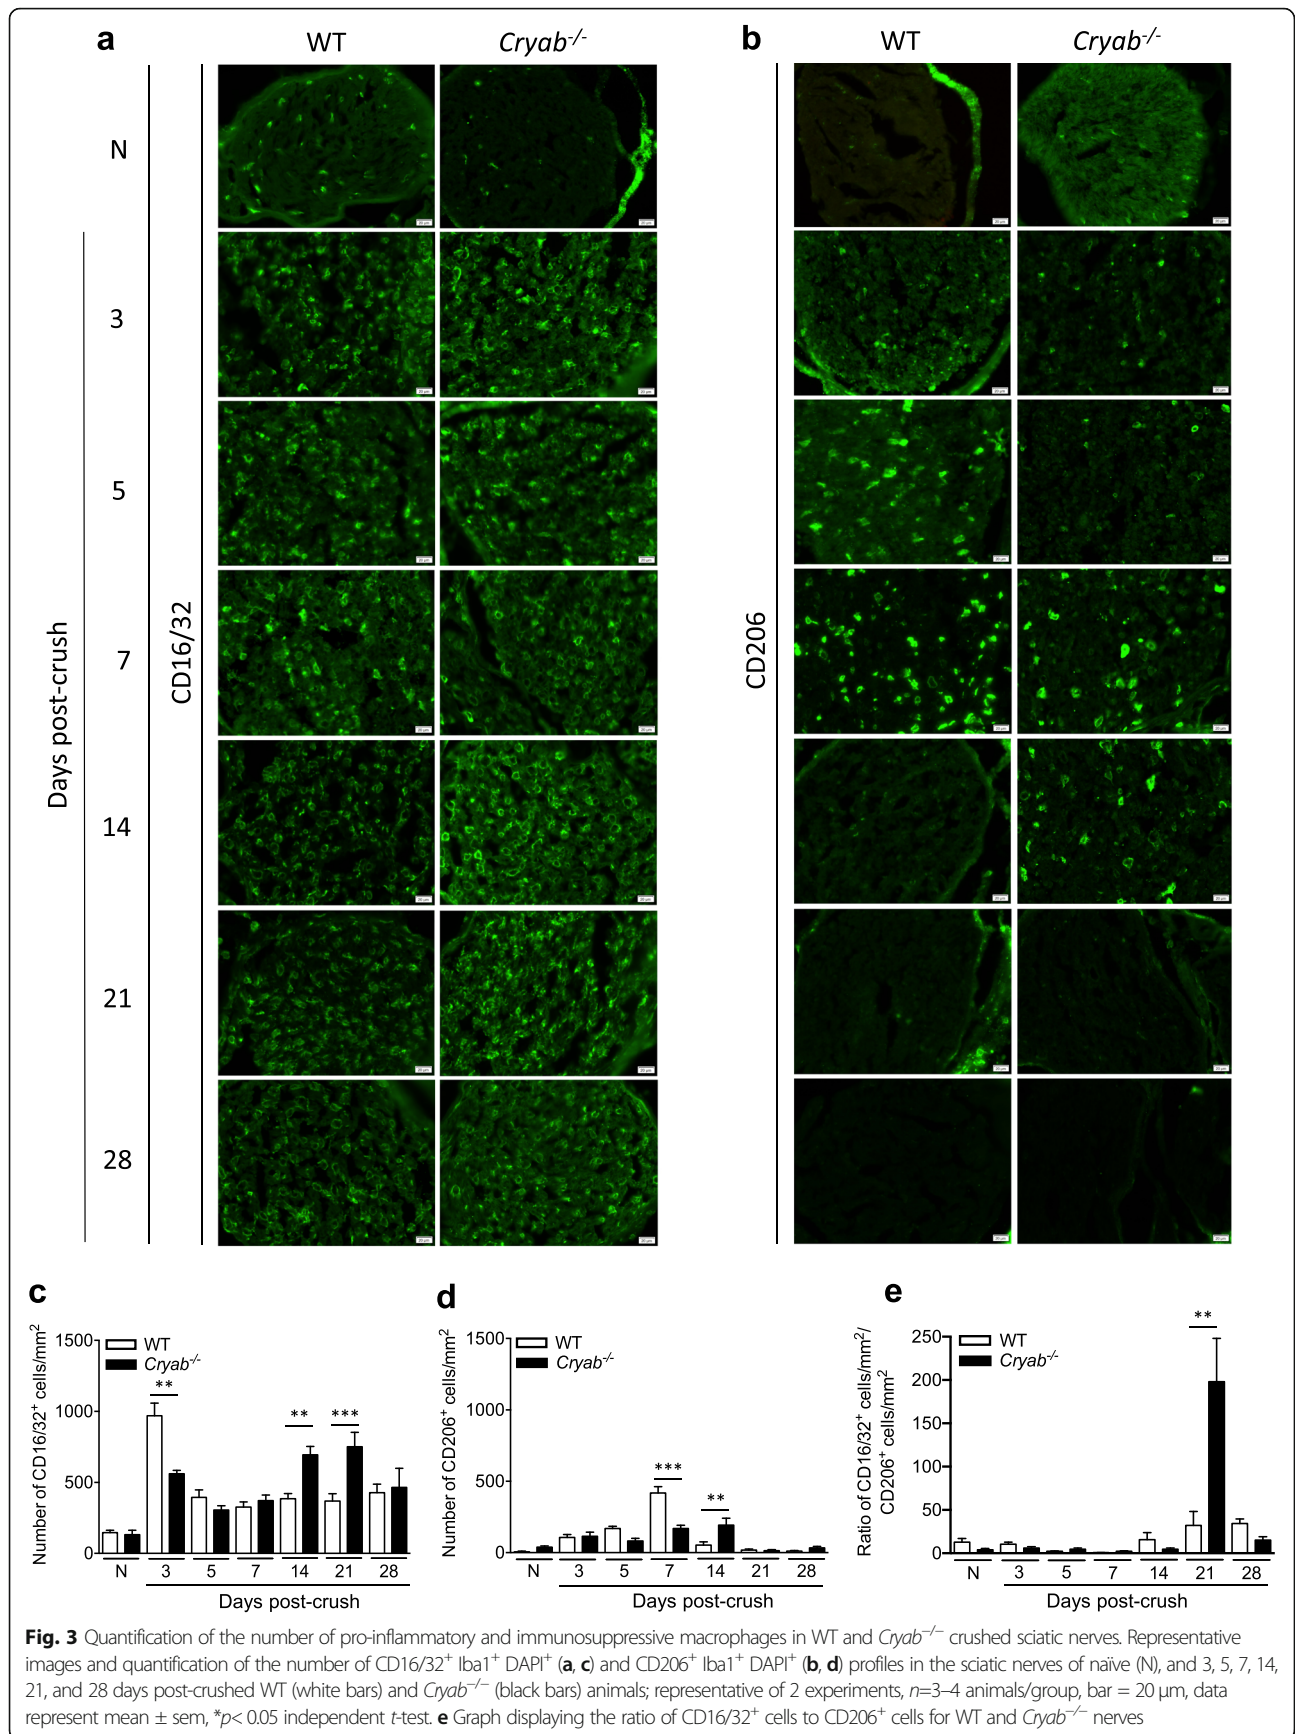 a
WT
Cryab-/-
b
WT
Cryab-/-
N
3
5
7
14
21
28
Days post-crush
CD16/32
CD206
c
Number of CD16/32+ cells/mm2
1500
1000
500
0
WT
Cryab-/-
**
**
***
N 3 5 7 14 21 28
Days post-crush
d
Number of CD206+ cells/mm2
1500
1000
500
0
WT
Cryab-/-
***
**
N 3 5 7 14 21 28
Days post-crush
e
Ratio of CD16/32+ cells/mm2/
CD206+ cells/mm2
250
200
150
100
50
0
WT
Cryab-/-
**
N 3 5 7 14 21 28
Days post-crush
Fig. 3 Quantification of the number of pro-inflammatory and immunosuppressive macrophages in WT and Cryab−/− crushed sciatic nerves. Representative
images and quantification of the number of CD16/32+ Iba1+ DAPI+ (a, c) and CD206+ Iba1+ DAPI+ (b, d) profiles in the sciatic nerves of naïve (N), and 3, 5, 7, 14,
21, and 28 days post-crushed WT (white bars) and Cryab−/− (black bars) animals; representative of 2 experiments, n=3–4 animals/group, bar = 20 μm, data
represent mean ± sem, *p< 0.05 independent t-test. e Graph displaying the ratio of CD16/32+ cells to CD206+ cells for WT and Cryab−/− nerves